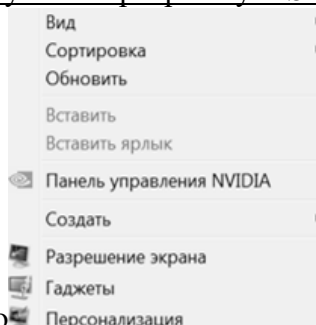 Вид
Сортировка
Обновить
Вставить
Вставить ярлык
Панель управления NVIDIA
Создать
Разрешение экрана
Гаджеты
Персонализация